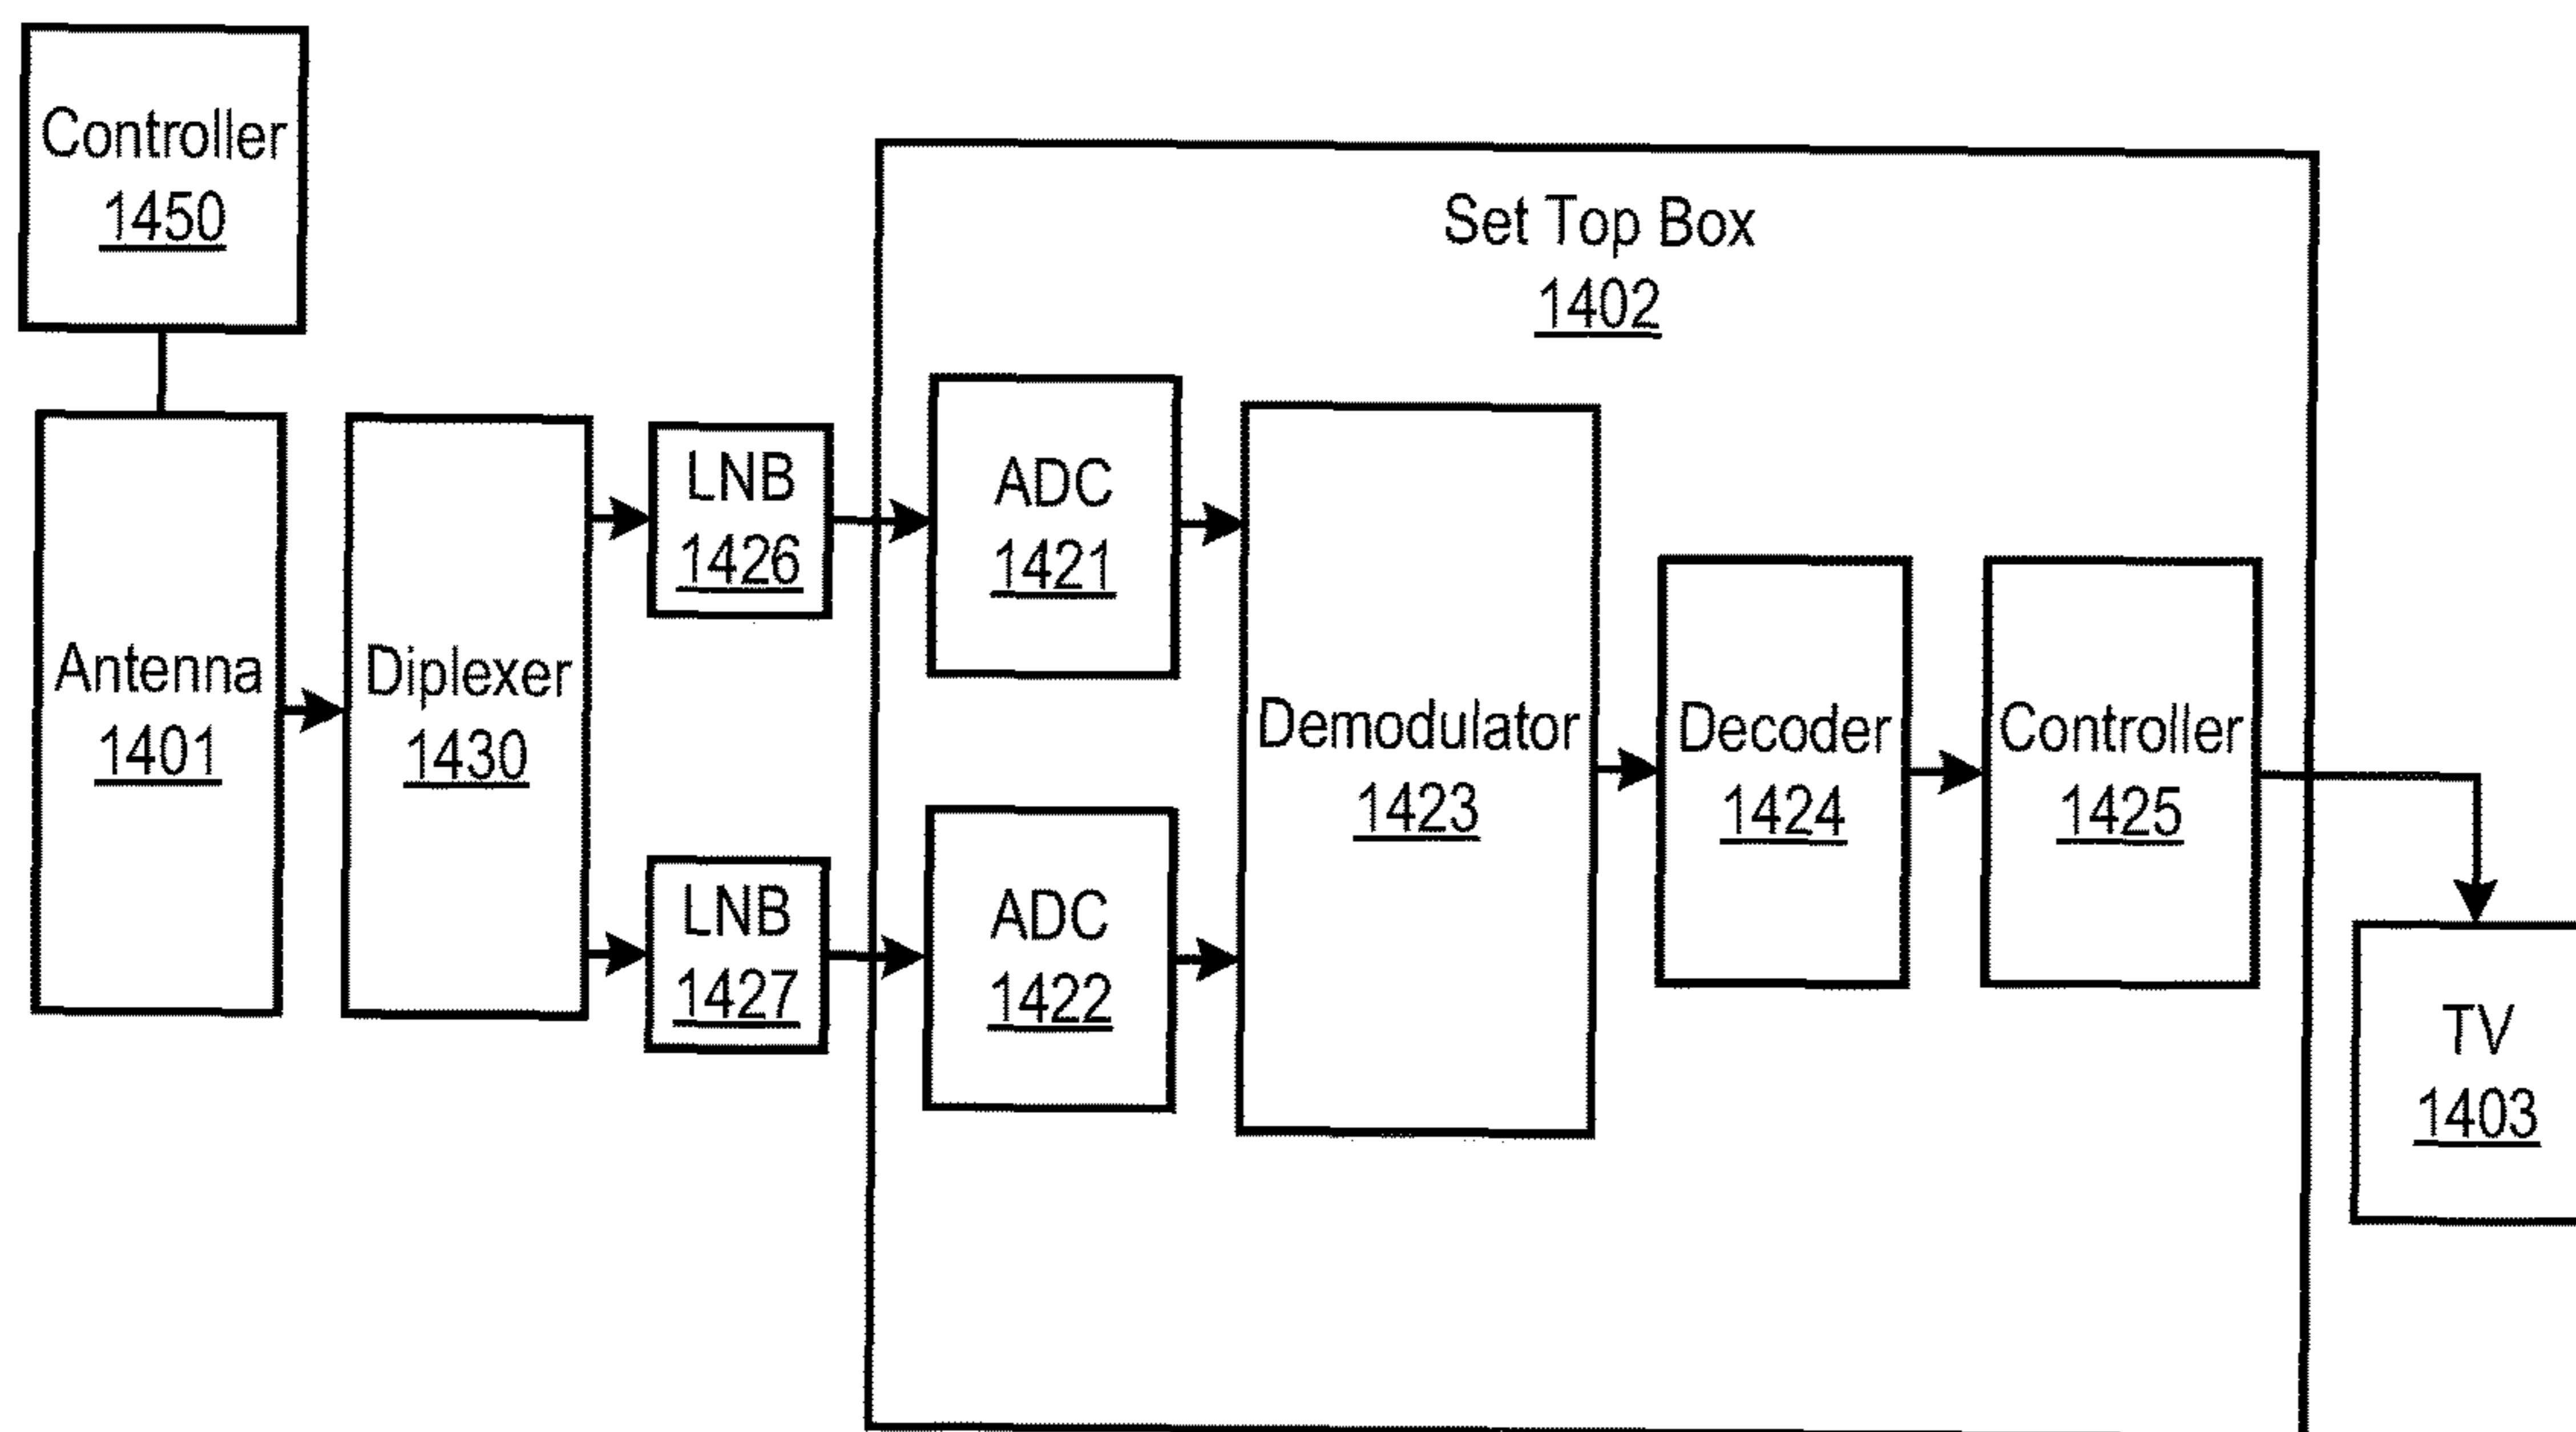 Controller
1450
Set Top Box
1402
Antenna
1401
Diplexer
1430
LNB
1426
LNB
1427
ADC
1421
ADC
1422
Demodulator
1423
Decoder
1424
Controller
1425
TV
1403